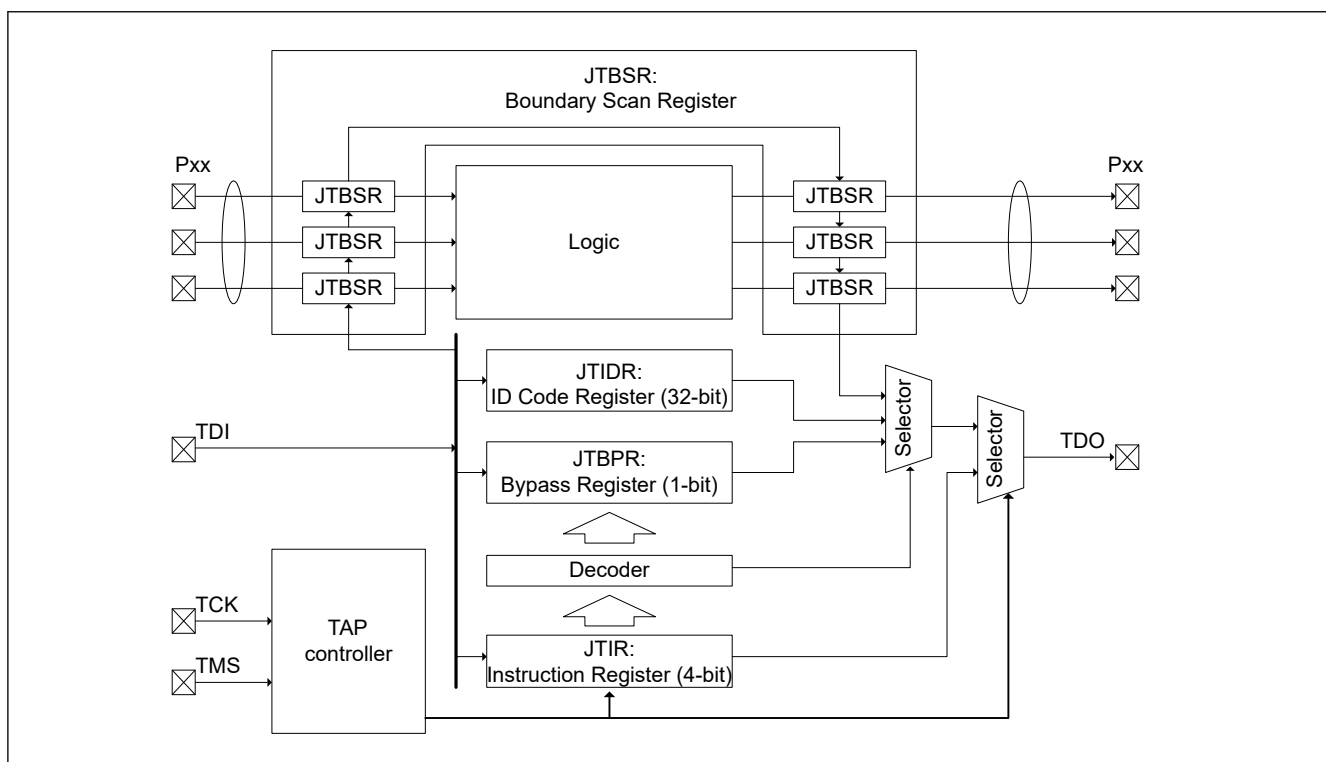 JTBSR:
Boundary Scan Register
Pxx
Pxx
JTBSR
JTBSR
JTBSR
Logic
JTBSR
JTBSR
JTBSR
JTIDR:
ID Code Register (32-bit)
TDI
JTBPR:
Bypass Register (1-bit)
Selector
Selector
TDO
Decoder
TCK
TMS
TAP
controller
JTIR:
Instruction Register (4-bit)